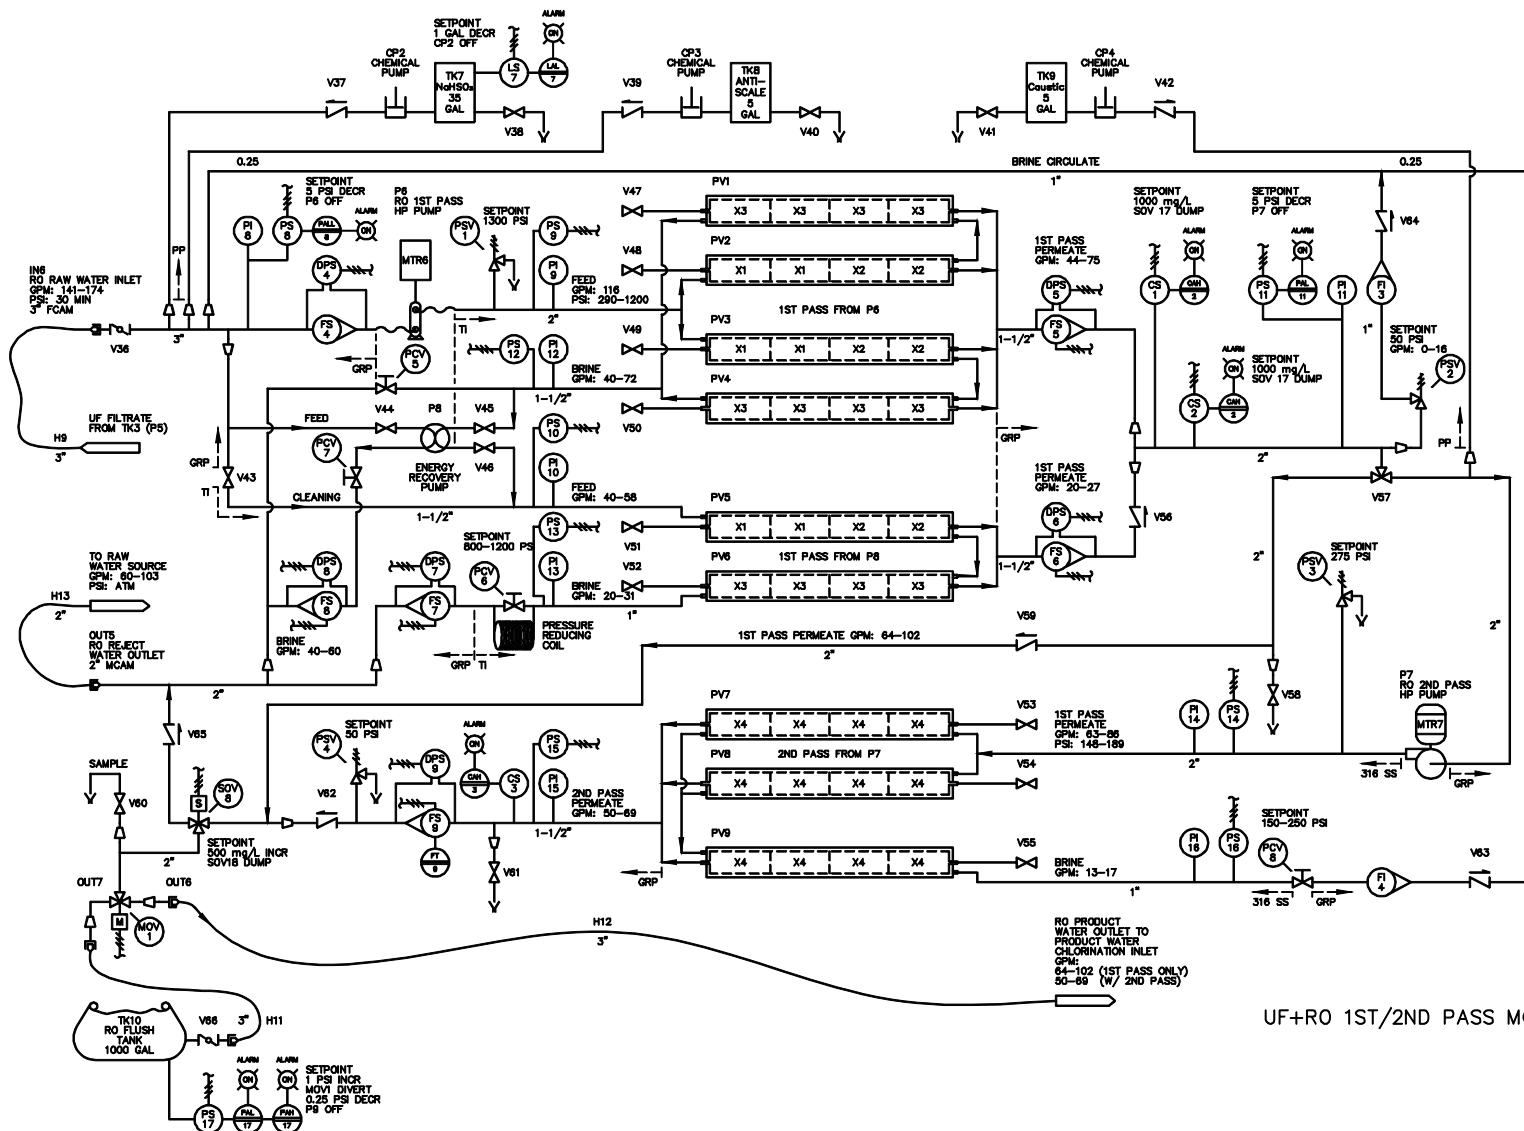 SETPOINT
1 GAL DECR
CP2 OFF
ALARM
ON
LS
7
LAL
7
CP2
CHEMICAL
PUMP
TK7
NaHSO₃
35
GAL
V37
V38
CP3
CHEMICAL
PUMP
TK8
ANTI-
SCALE
5
GAL
V39
V40
TK9
Caustic
5
GAL
CP4
CHEMICAL
PUMP
V41
V42
0.25
BRINE CIRCULATE
1"
0.25
SETPOINT
5 PSI DECR
P6 OFF
ALARM
ON
PI
8
PS
8
PALL
8
P6
RO 1ST PASS
HP PUMP
MTR6
PSV
1
SETPOINT
1300 PSI
PS
9
PI
9
FEED
GPM: 116
PSI: 290-1200
2"
DPS
4
FS
4
PP
IN6
RO RAW WATER INLET
GPM: 141-174
PSI: 30 MIN
3" FCAM
V36
3"
V47
V48
V49
V50
PV1
X3 X3 X3 X3
PV2
X1 X1 X2 X2
1ST PASS FROM P6
PV3
X1 X1 X2 X2
PV4
X3 X3 X3 X3
1ST PASS
PERMEATE
GPM: 44-75
DPS
5
FS
5
1-1/2"
SETPOINT
1000 mg/L
SOV 17 DUMP
ALARM
ON
CS
1
CAH
2
SETPOINT
5 PSI DECR
P7 OFF
ALARM
ON
PS
11
PAL
11
PI
11
FI
3
V64
1"
SETPOINT
50 PSI
GPM: 0-16
PSV
2
ALARM
ON
CS
2
CAH
2
SETPOINT
1000 mg/L
SOV 17 DUMP
PP
2"
V57
TI
GRP
PCV
5
PS
12
PI
12
BRINE
GPM: 40-72
1-1/2"
UF FILTRATE
FROM TK3 (P5)
H9
3"
FEED
V44
P8
V45
V46
PCV
7
ENERGY
RECOVERY
PUMP
PS
10
PI
10
FEED
GPM: 40-58
GRP
V43
TI
CLEANING
1-1/2"
GRP
PV5
X1 X1 X2 X2
PV6
1ST PASS FROM P8
X3 X3 X3 X3
V51
V52
1ST PASS
PERMEATE
GPM: 20-27
DPS
6
FS
6
1-1/2"
V56
SETPOINT
800-1200 PS
PCV
6
PS
13
PI
13
BRINE
GPM: 20-31
1"
PRESSURE
REDUCING
COIL
DPS
8
FS
8
DPS
7
FS
7
GRP
TI
BRINE
GPM: 40-60
TO RAW
WATER SOURCE
GPM: 60-103
PSI: ATM
H13
2"
OUT5
RO REJECT
WATER OUTLET
2" MCAM
2"
1ST PASS PERMEATE GPM: 64-102
2"
V59
2"
V58
PSV
3
SETPOINT
275 PSI
2"
P7
RO 2ND PASS
HP PUMP
MTR7
316 SS
GRP
PI
14
PS
14
2"
PV7
X4 X4 X4 X4
PV8
2ND PASS FROM P7
X4 X4 X4 X4
PV9
X4 X4 X4 X4
V53
V54
V55
1ST PASS
PERMEATE
GPM: 63-86
PSI: 148-189
BRINE
GPM: 13-17
1"
PI
16
PS
16
SETPOINT
150-250 PSI
PCV
8
316 SS
GRP
FI
4
V63
V65
SAMPLE
V60
S
SOV
8
SETPOINT
500 mg/L INCR
SOV18 DUMP
2"
V62
PSV
4
SETPOINT
50 PSI
DPS
9
FS
9
FT
9
ALARM
ON
CAH
3
CS
3
V61
PS
15
PI
15
2ND PASS
PERMEATE
GPM: 50-69
1-1/2"
GRP
OUT7
OUT6
M
MOV
1
H12
3"
RO PRODUCT
WATER OUTLET TO
PRODUCT WATER
CHLORINATION INLET
GPM:
64-102 (1ST PASS ONLY)
50-69 (W/ 2ND PASS)
TK10
RO FLUSH
TANK
1000 GAL
V66
3"
H11
PS
17
ALARM
ON
PAL
17
ALARM
ON
PAH
17
SETPOINT
1 PSI INCR
MOV1 DIVERT
0.25 PSI DECR
P9 OFF
UF+RO 1ST/2ND PASS M